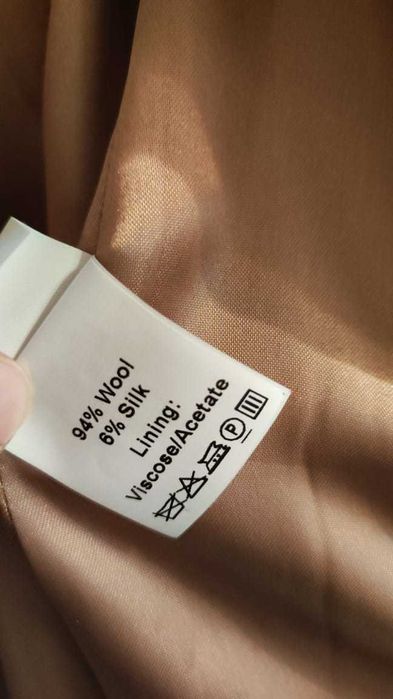 94% Wool
6% Silk
Lining:
Viscose/Acetate
P